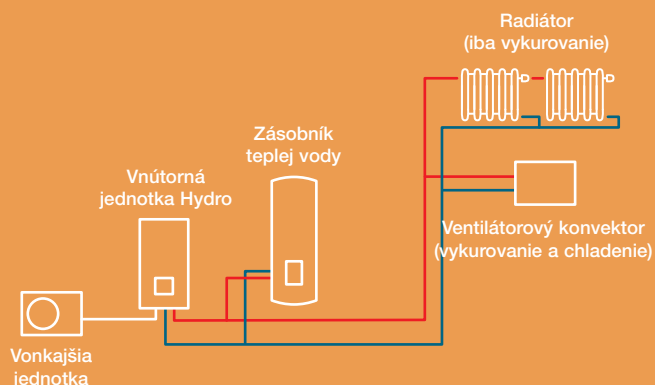 Radiátor
(iba vykurovanie)
Zásobník
teplej vody
Vnútorná
jednotka Hydro
Ventilátorový konvektor
(vykurovanie a chladenie)
Vonkajšia
jednotka